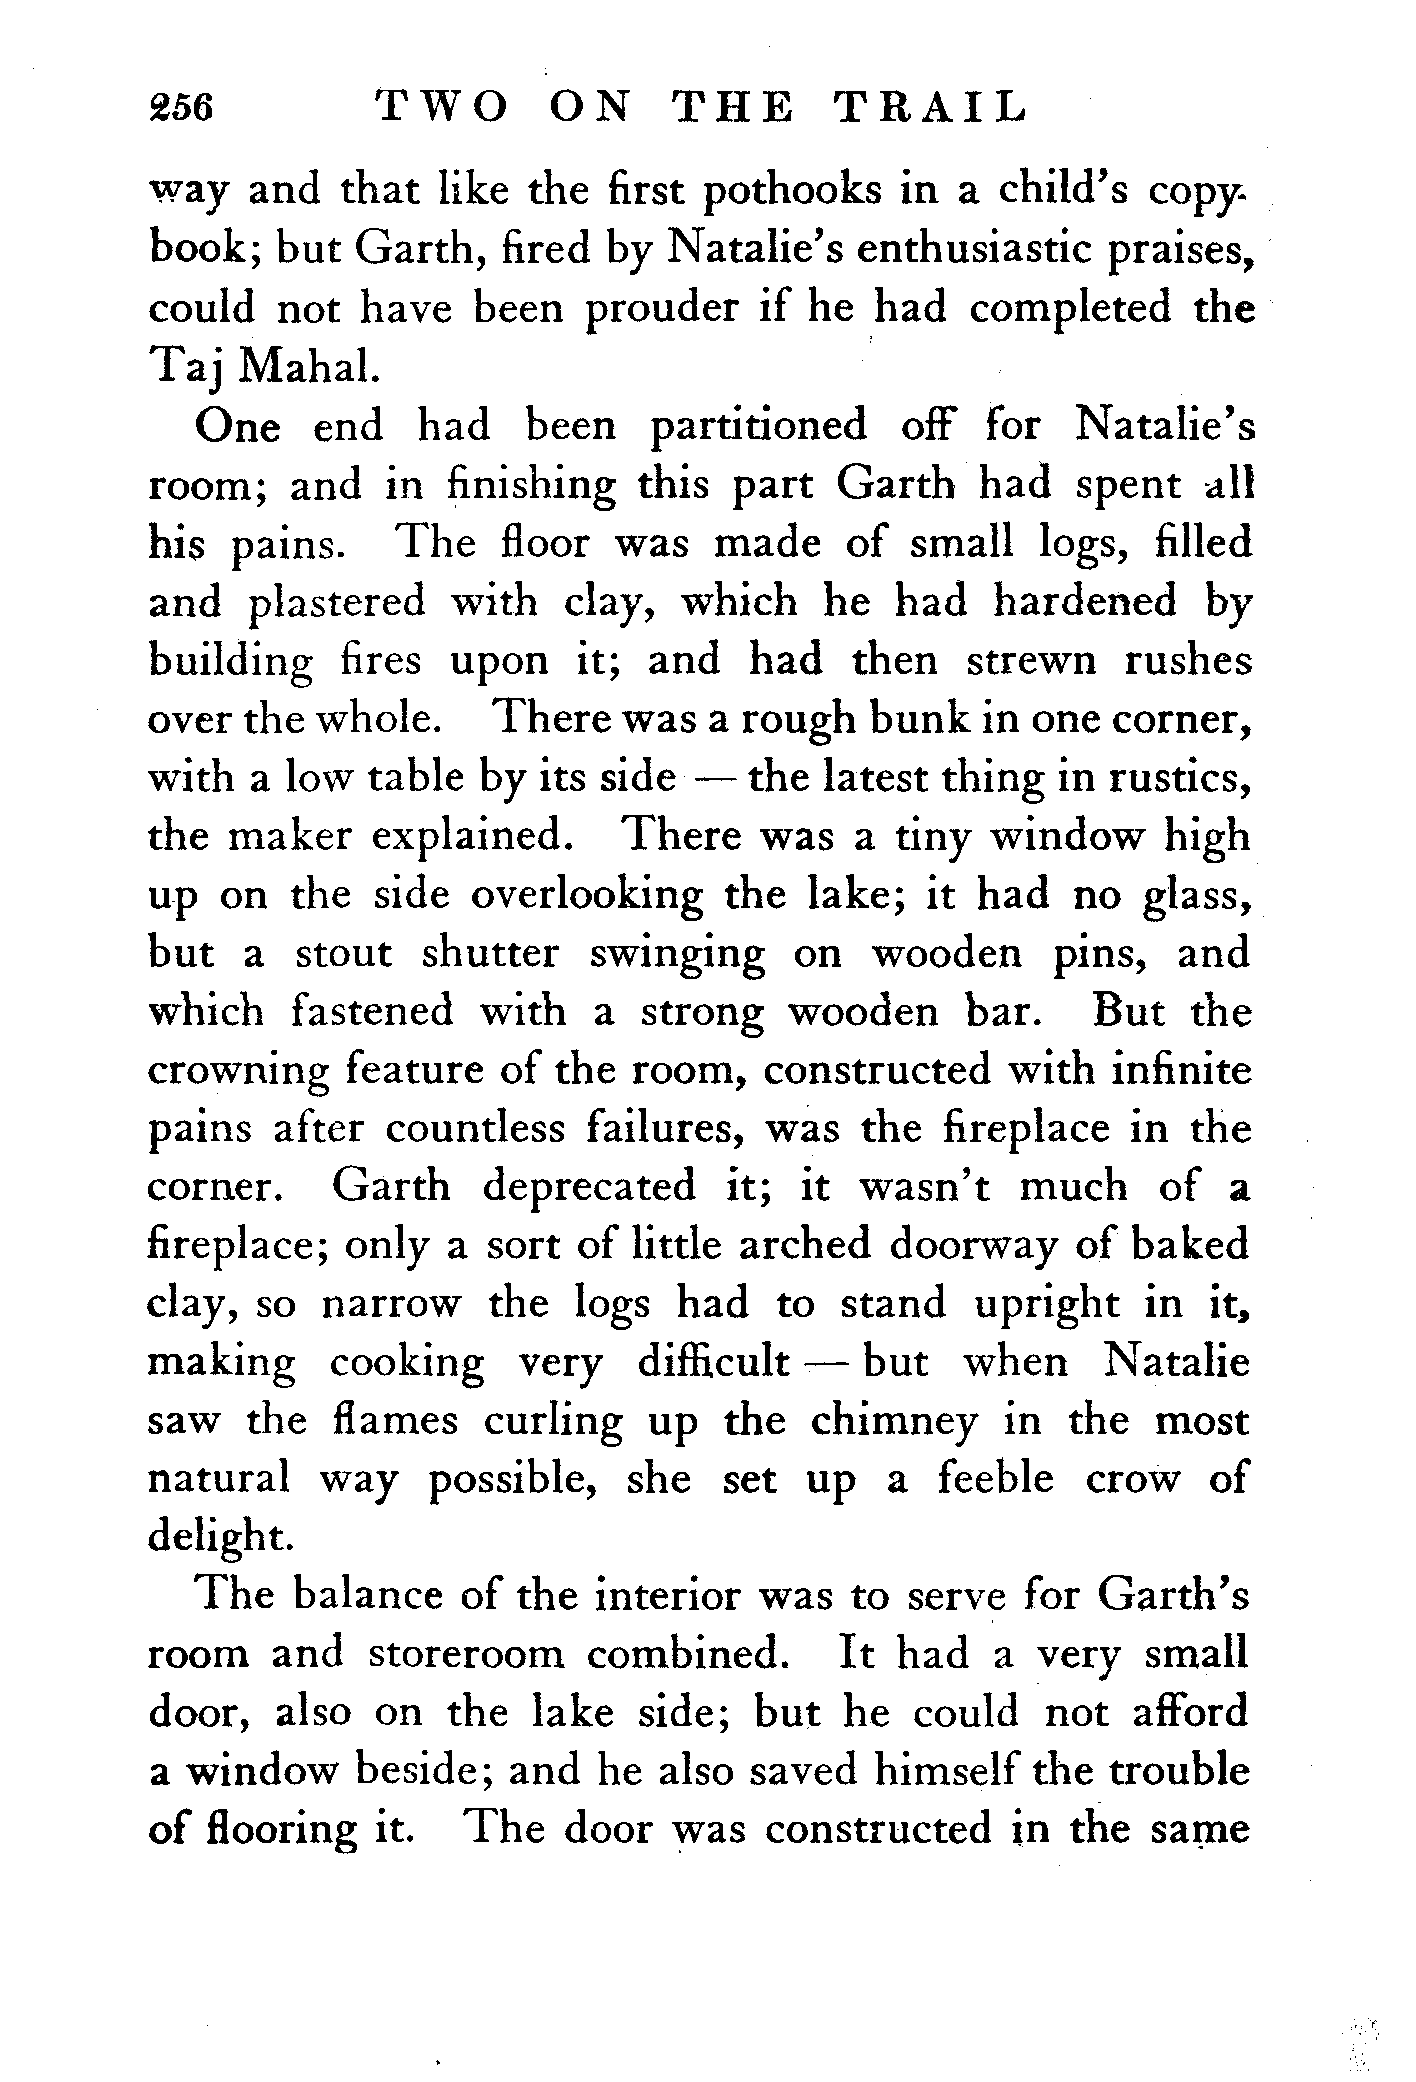 256 TWO ON THE TRAIL
way and that like the first pothooks in a child's copy-
book; but Garth, fired by Natalie's enthusiastic praises,
could not have been prouder if he had completed the
Taj Mahal.
One end had been partitioned off for Natalie's
room; and in finishing this part Garth had spent all
his pains. The floor was made of small logs, filled
and plastered with clay, which he had hardened by
building fires upon it; and had then strewn rushes
over the whole. There was a rough bunk in one corner,
with a low table by its side — the latest thing in rustics,
the maker explained. There was a tiny window high
up on the side overlooking the lake; it had no glass,
but a stout shutter swinging on wooden pins, and
which fastened with a strong wooden bar. But the
crowning feature of the room, constructed with infinite
pains after countless failures, was the fireplace in the
corner. Garth deprecated it; it wasn't much of a
fireplace; only a sort of little arched doorway of baked
clay, so narrow the logs had to stand upright in it,
making cooking very difficult — but when Natalie
saw the flames curling up the chimney in the most
natural way possible, she set up a feeble crow of
delight.
The balance of the interior was to serve for Garth's
room and storeroom combined. It had a very small
door, also on the lake side; but he could not afford
a window beside; and he also saved himself the trouble
of flooring it. The door was constructed in the same